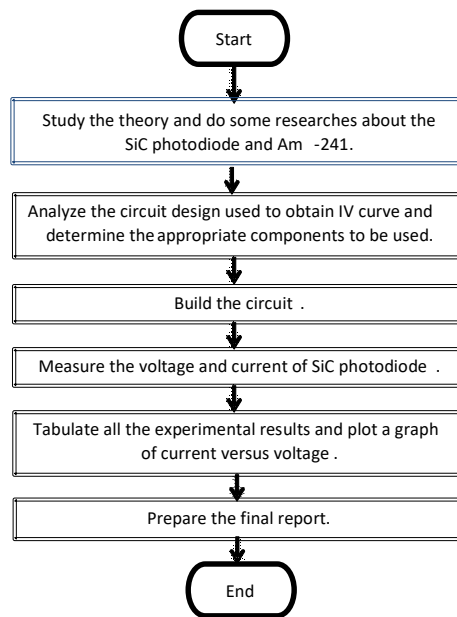 Start
Study the theory and do some researches about the
SiC photodiode and Am -241.
Analyze the circuit design used to obtain IV curve and
determine the appropriate components to be used.
Build the circuit .
Measure the voltage and current of SiC photodiode .
Tabulate all the experimental results and plot a graph
of current versus voltage .
Prepare the final report.
End